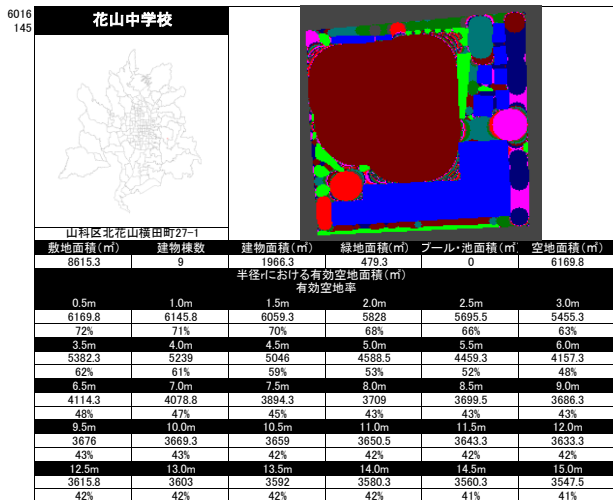 6016
145
花山中学校
山科区北花山横田町27-1
敷地面積(㎡) 建物棟数 建物面積(㎡) 緑地面積(㎡) プール・池面積(㎡ 空地面積(㎡)
8615.3 9 1966.3 479.3 0 6169.8
半径rにおける有効空地面積(㎡)
有効空地率
0.5m 1.0m 1.5m 2.0m 2.5m 3.0m
6169.8 6145.8 6059.3 5828 5695.5 5455.3
72% 71% 70% 68% 66% 63%
3.5m 4.0m 4.5m 5.0m 5.5m 6.0m
5382.3 5239 5046 4588.5 4459.3 4157.3
62% 61% 59% 53% 52% 48%
6.5m 7.0m 7.5m 8.0m 8.5m 9.0m
4114.3 4078.8 3894.3 3709 3699.5 3686.3
48% 47% 45% 43% 43% 43%
9.5m 10.0m 10.5m 11.0m 11.5m 12.0m
3676 3669.3 3659 3650.5 3643.3 3633.3
43% 43% 42% 42% 42% 42%
12.5m 13.0m 13.5m 14.0m 14.5m 15.0m
3615.8 3603 3592 3580.3 3560.3 3547.5
42% 42% 42% 42% 41% 41%